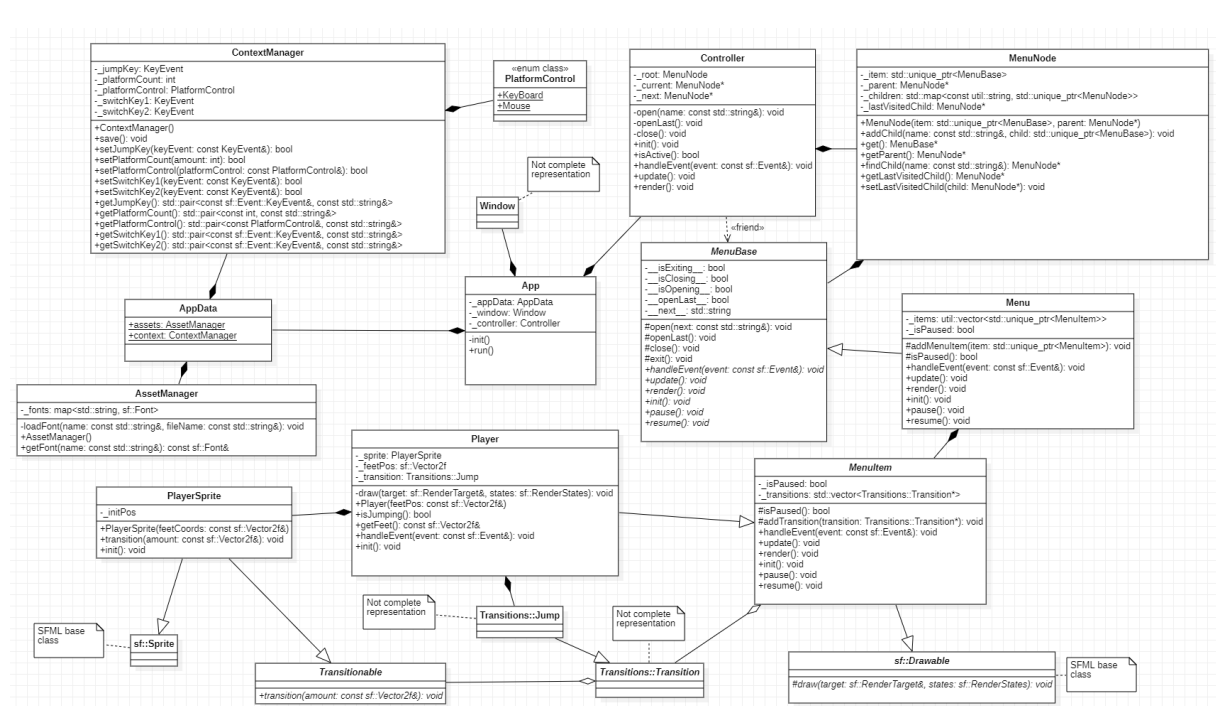 ContextManager
-_jumpKey: KeyEvent
-_platformCount: int
-_platformControl: PlatformControl
-_switchKey1: KeyEvent
-_switchKey2: KeyEvent
+ContextManager()
+save(): void
+setJumpKey(keyEvent: const KeyEvent&): bool
+setPlatformCount(amount: int): bool
+setPlatformControl(platformControl: const PlatformControl&): bool
+setSwitchKey1(keyEvent: const KeyEvent&): bool
+setSwitchKey2(keyEvent: const KeyEvent&): bool
+getJumpKey(): std::pair<const sf::Event::KeyEvent&, const std::string&>
+getPlatformCount(): std::pair<const int, const std::string&>
+getPlatformControl(): std::pair<const PlatformControl&, const std::string&>
+getSwitchKey1(): std::pair<const sf::Event::KeyEvent&, const std::string&>
+getSwitchKey2(): std::pair<const sf::Event::KeyEvent&, const std::string&>
«enum class»
PlatformControl
+KeyBoard
+Mouse
Controller
-_root: MenuNode
-_current: MenuNode*
-_next: MenuNode*
-open(name: const std::string&): void
-openLast(): void
-close(): void
+init(): void
+isActive(): bool
+handleEvent(event: const sf::Event&): void
+update(): void
+render(): void
MenuNode
-_item: std::unique_ptr<MenuBase>
-_parent: MenuNode*
-_children: std::map<const util::string, std::unique_ptr<MenuNode>>
-_lastVisitedChild: MenuNode*
+MenuNode(item: std::unique_ptr<MenuBase>, parent: MenuNode*)
+addChild(name: const std::string&, child: std::unique_ptr<MenuBase>): void
+get(): MenuBase*
+getParent(): MenuNode*
+findChild(name: const std::string&): MenuNode*
+getLastVisitedChild(): MenuNode*
+setLastVisitedChild(child: MenuNode*): void
Not complete
representation
Window
«friend»
MenuBase
-__isExiting__: bool
-__isClosing__: bool
-__isOpening__: bool
-__openLast__: bool
-__next__: std::string
#open(next: const std::string&): void
#openLast(): void
#close(): void
#exit(): void
+handleEvent(event: const sf::Event&): void
+update(): void
+render(): void
+init(): void
+pause(): void
+resume(): void
App
-_appData: AppData
-_window: Window
-_controller: Controller
-init()
+run()
AppData
+assets: AssetManager
+context: ContextManager
Menu
-_items: util::vector<std::unique_ptr<MenuItem>>
-_isPaused: bool
#addMenuItem(item: std::unique_ptr<MenuItem>): void
#isPaused(): bool
+handleEvent(event: const sf::Event&): void
+update(): void
+render(): void
+init(): void
+pause(): void
+resume(): void
AssetManager
-_fonts: map<std::string, sf::Font>
-loadFont(name: const std::string&, fileName: const std::string&): void
+AssetManager()
+getFont(name: const std::string&): const sf::Font&
Player
-_sprite: PlayerSprite
-_feetPos: sf::Vector2f
-_transition: Transitions::Jump
-draw(target: sf::RenderTarget&, states: sf::RenderStates): void
+Player(feetPos: const sf::Vector2f&)
+isJumping(): bool
+getFeet(): const sf::Vector2f&
+handleEvent(event: const sf::Event&): void
+init(): void
MenuItem
-_isPaused: bool
-_transitions: std::vector<Transitions::Transition*>
#isPaused(): bool
#addTransition(transition: Transitions::Transition*): void
+handleEvent(event: const sf::Event&): void
+update(): void
+render(): void
+init(): void
+pause(): void
+resume(): void
PlayerSprite
-_initPos
+PlayerSprite(feetCoords: const sf::Vector2f&)
+transition(amount: const sf::Vector2f&): void
+init(): void
Not complete
representation
Transitions::Jump
Not complete
representation
SFML base
class
sf::Sprite
Transitionable
+transition(amount: const sf::Vector2f&): void
Transitions::Transition
sf::Drawable
#draw(target: sf::RenderTarget&, states: sf::RenderStates): void
SFML base
class